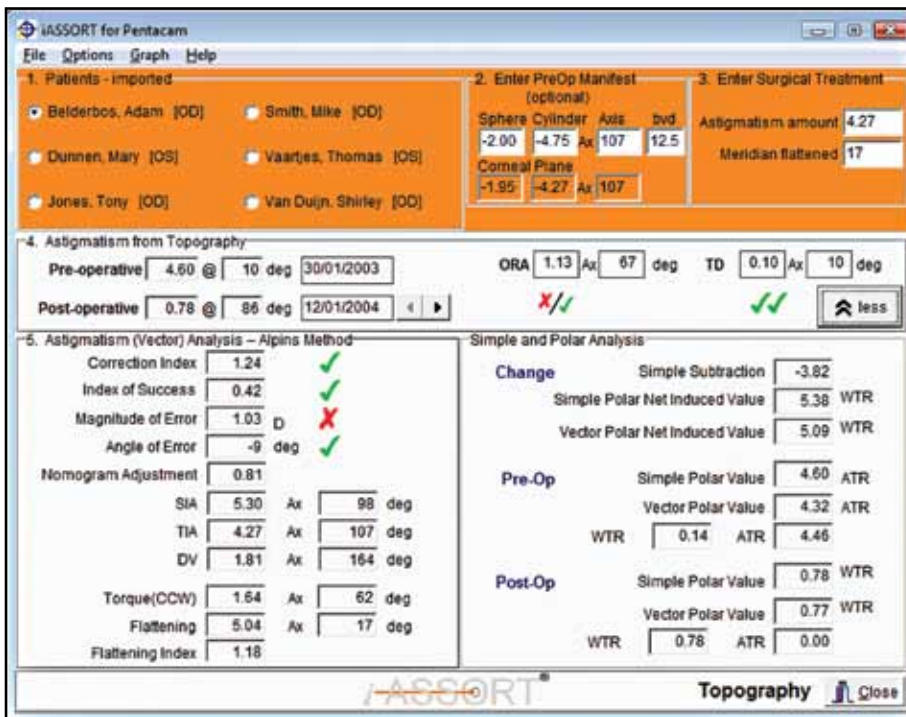 iASSORT for Pentacam
File Options Graph Help
1. Patients - imported
Belderbos, Adam [OD]
Smith, Mike [OD]
Dunnen, Mary [OS]
Vaartjes, Thomas [OS]
Jones, Tony [OD]
Van Duijn, Shirley [OD]
2. Enter PreOp Manifest
(optional)
Sphere Cylinder Axis bvd
-2.00 -4.75 Ax 107 12.5
Corneal Plane
-1.95 -4.27 Ax 107
3. Enter Surgical Treatment
Astigmatism amount 4.27
Meridian flattened 17
4. Astigmatism from Topography
Pre-operative 4.60 @ 10 deg 30/01/2003
ORA 1.13 Ax 67 deg TD 0.10 Ax 10 deg
Post-operative 0.78 @ 86 deg 12/01/2004
less
5. Astigmatism (Vector) Analysis – Alpins Method
Correction Index 1.24
Index of Success 0.42
Magnitude of Error 1.03 D
Angle of Error -9 deg
Nomogram Adjustment 0.81
SIA 5.30 Ax 98 deg
TIA 4.27 Ax 107 deg
DV 1.81 Ax 164 deg
Torque(CCW) 1.64 Ax 62 deg
Flattening 5.04 Ax 17 deg
Flattening Index 1.18
Simple and Polar Analysis
Change Simple Subtraction -3.82
Simple Polar Net Induced Value 5.38 WTR
Vector Polar Net Induced Value 5.09 WTR
Pre-Op Simple Polar Value 4.60 ATR
Vector Polar Value 4.32 ATR
WTR 0.14 ATR 4.46
Post-Op Simple Polar Value 0.78 WTR
Vector Polar Value 0.77 WTR
WTR 0.78 ATR 0.00
iASSORT®
Topography Close